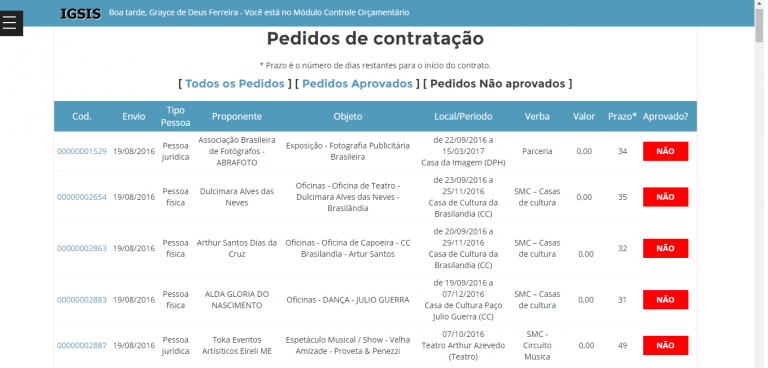 IGSIS Boa tarde, Grayce de Deus Ferreira - Você está no Módulo Controle Orçamentário
Pedidos de contratação
* Prazo é o número de dias restantes para o início do contrato.
[ Todos os Pedidos ] [ Pedidos Aprovados ] [ Pedidos Não aprovados ]
Cod. Envio Tipo Pessoa Proponente Objeto Local/Periodo Verba Valor Prazo* Aprovado?
00000001529 19/08/2016 Pessoa jurídica Associação Brasileira de Fotógrafos - ABRAFOTO Exposição - Fotografia Publicitária Brasileira de 22/09/2016 a 15/03/2017 Casa da Imagem (DPH) Parceria 0,00 34 NÃO
00000002654 19/08/2016 Pessoa física Dulcimara Alves das Neves Oficinas - Oficina de Teatro - Dulcimara Alves das Neves - Brasilândia de 23/09/2016 a 25/11/2016 Casa de Cultura da Brasilandia (CC) SMC – Casas de cultura 0,00 35 NÃO
00000002863 19/08/2016 Pessoa física Arthur Santos Dias da Cruz Oficinas - Oficina de Capoeira - CC Brasilandia - Artur Santos de 20/09/2016 a 29/11/2016 Casa de Cultura da Brasilandia (CC) SMC – Casas de cultura 0,00 32 NÃO
00000002883 19/08/2016 Pessoa física ALDA GLORIA DO NASCIMENTO Oficinas - DANÇA - JULIO GUERRA de 19/09/2016 a 07/12/2016 Casa de Cultura Paço Julio Guerra (CC) SMC – Casas de cultura 0,00 31 NÃO
00000002887 19/08/2016 Pessoa jurídica Toka Eventos Artísiticos Eireli ME Espetáculo Musical / Show - Velha Amizade - Proveta & Penezzi 07/10/2016 Teatro Arthur Azevedo (Teatro) SMC - Circuito Música 0,00 49 NÃO